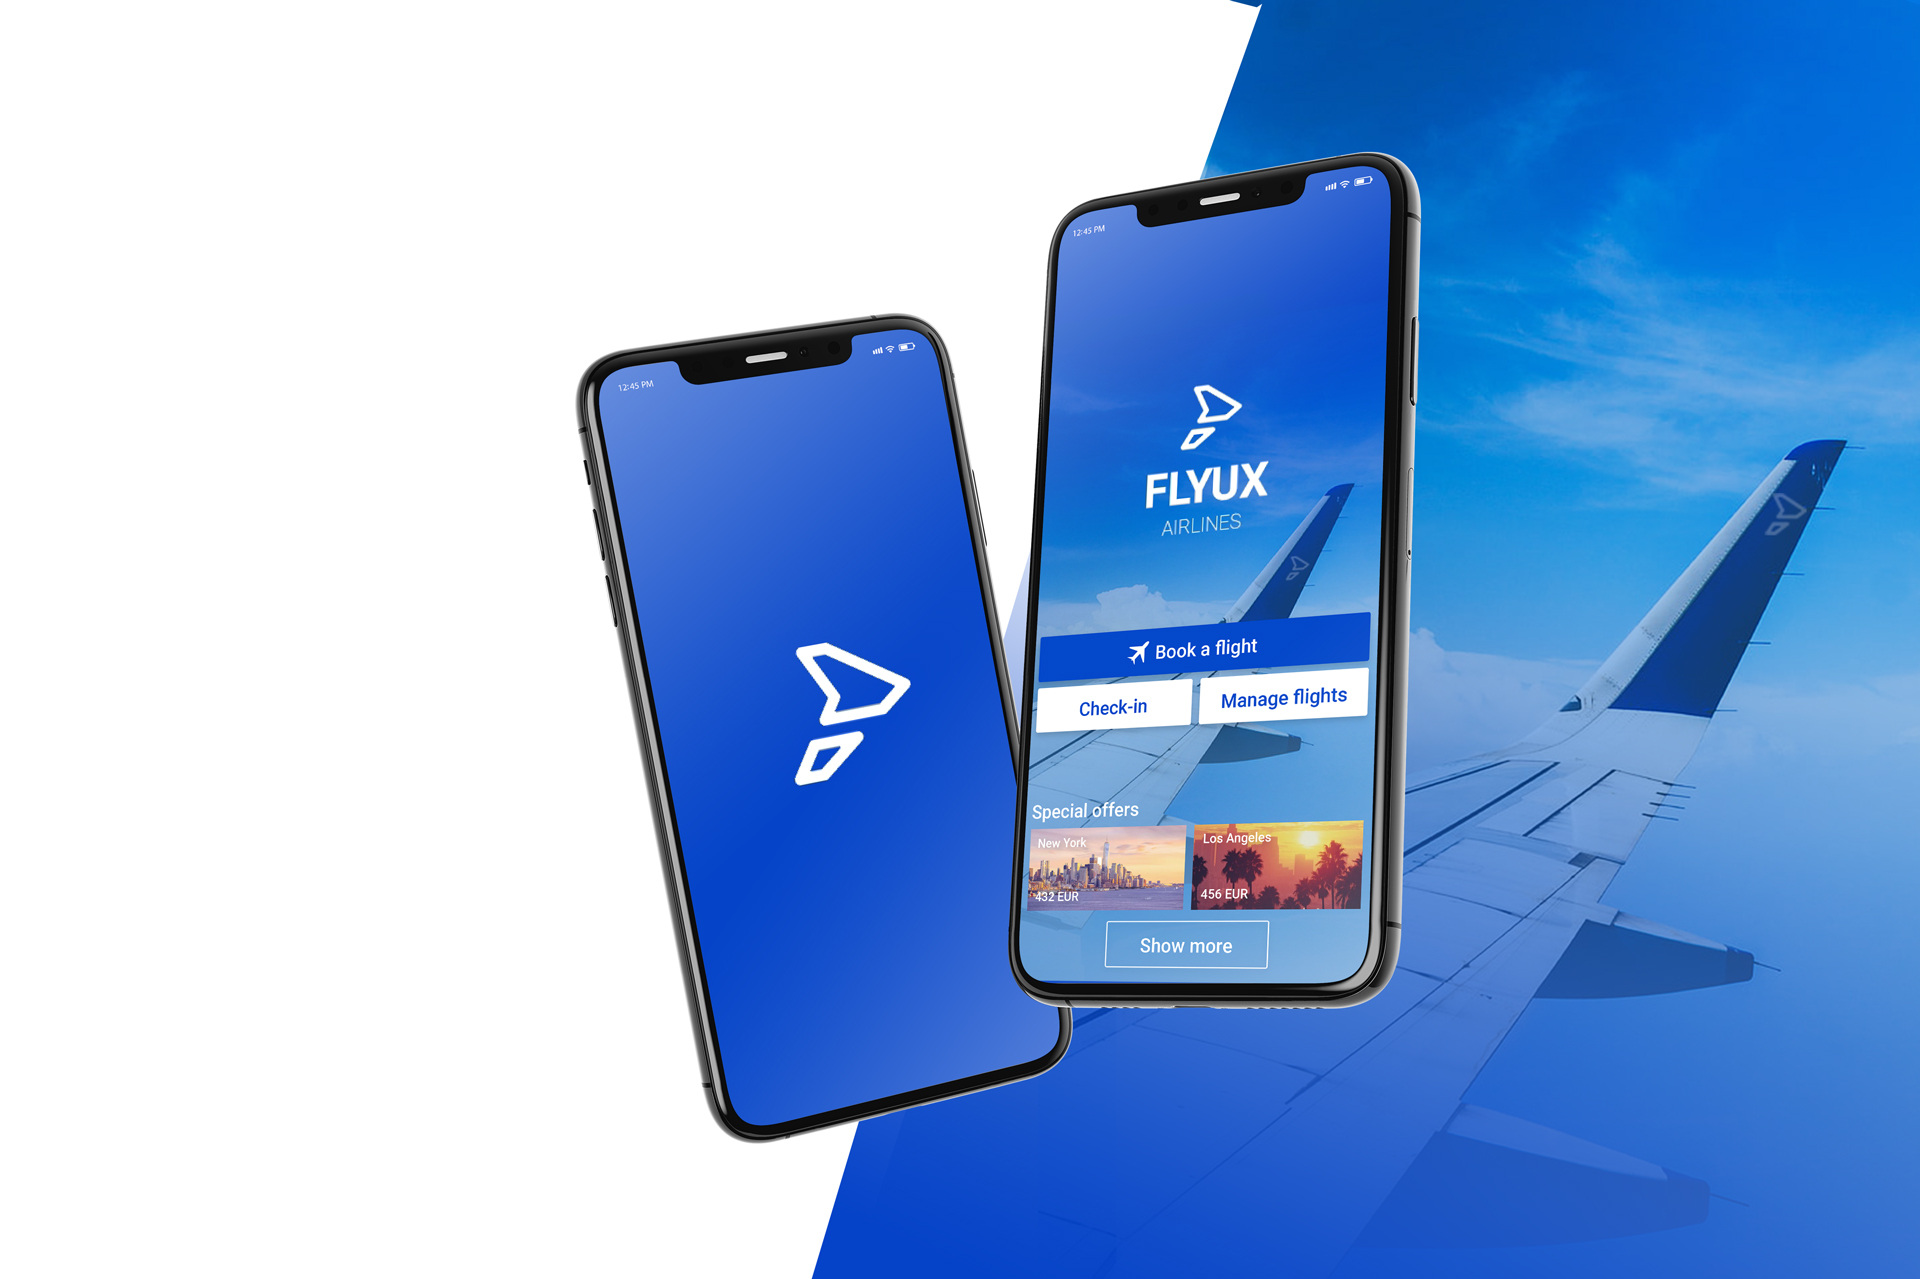 12:45 PM
12:45 PM
FLYUX
AIRLINES
Book a flight
Check-in
Manage flights
Special offers
New York
432 EUR
Los Angeles
456 EUR
Show more